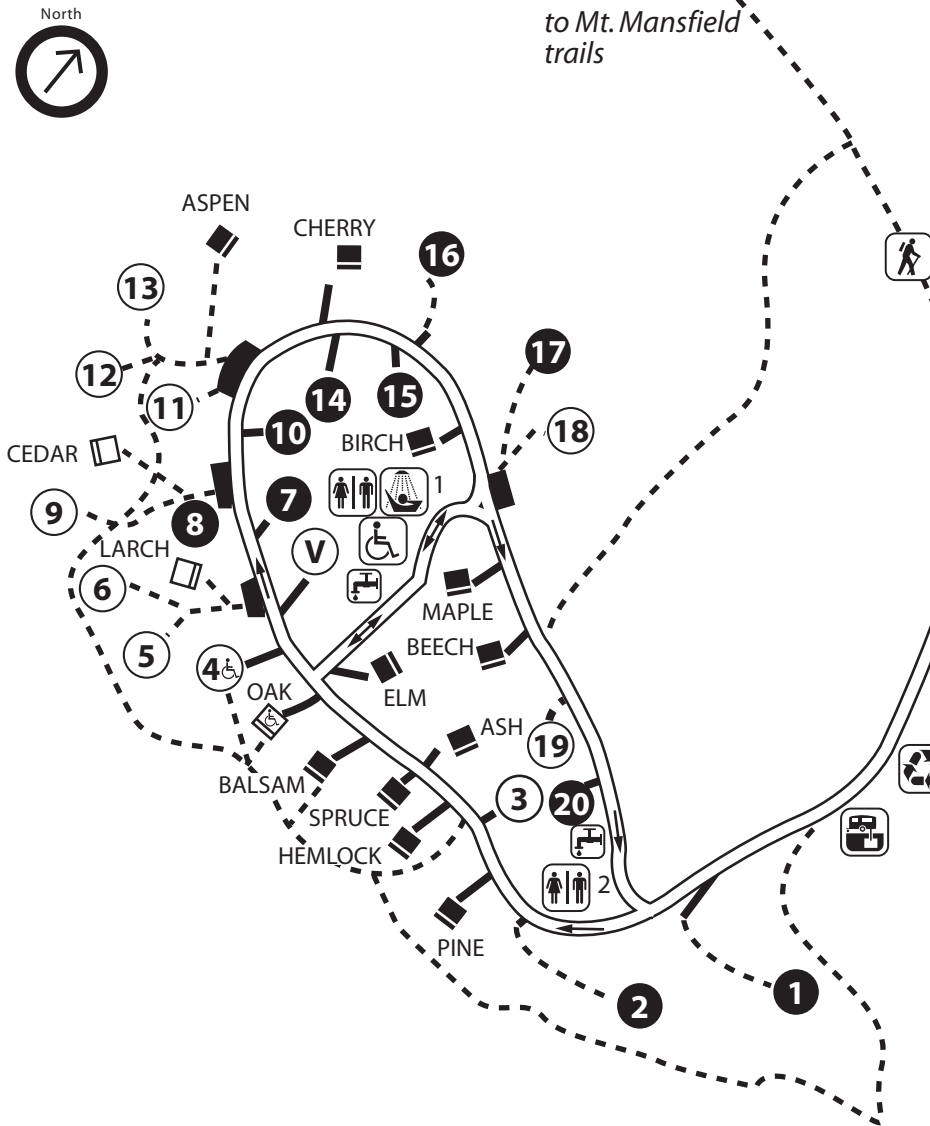 North
to Mt. Mansfield
trails
ASPEN
CHERRY
16
13
17
12
11
14
15
18
10
BIRCH
CEDAR
1
7
9
8
V
LARCH
6
MAPLE
5
BEECH
4
OAK
ELM
ASH
19
BALSAM
3
20
SPRUCE
HEMLOCK
2
PINE
1
2